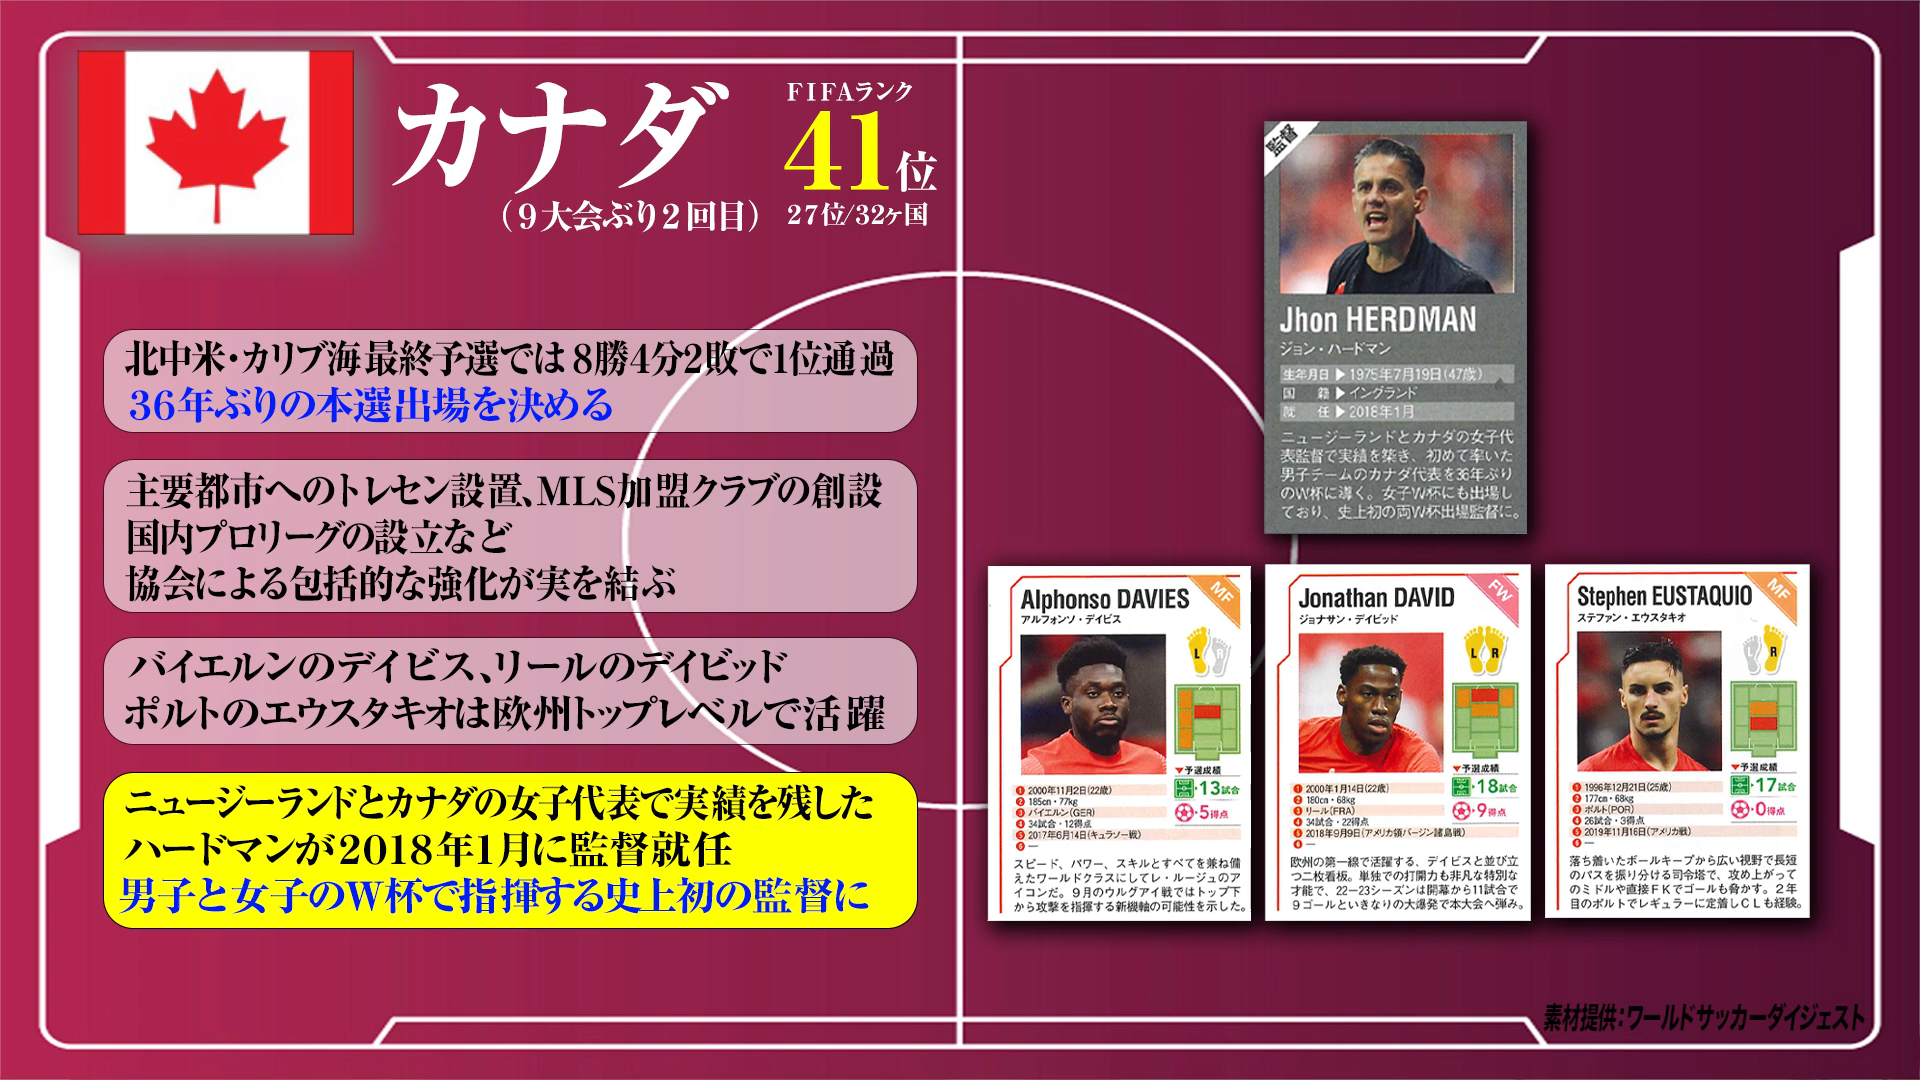 カナダ
(9大会ぶり2回目)
FIFAランク
41位
27位/32ヶ国
北中米・カリブ海最終予選では8勝4分2敗で1位通過
36年ぶりの本選出場を決める
主要都市へのトレセン設置、MLS加盟クラブの創設
国内プロリーグの設立など
協会による包括的な強化が実を結ぶ
バイエルンのデイビス、リールのデイビッド
ポルトのエウスタキオは欧州トップレベルで活躍
ニュージーランドとカナダの女子代表で実績を残した
ハードマンが2018年1月に監督就任
男子と女子のW杯で指揮する史上初の監督に
監督
Jhon HERDMAN
ジョン・ハードマン
生年月日 ▶ 1975年7月19日(47歳)
国 籍 ▶ イングランド
就 任 ▶ 2018年1月
ニュージーランドとカナダの女子代
表監督で実績を築き、初めて率いた
男子チームのカナダ代表を36年ぶり
のW杯に導く。女子W杯にも出場し
ており、史上初の両W杯出場監督に。
Alphonso DAVIES
MF
アルフォンソ・デイビス
L R
▼予選成績
13試合
5得点
1 2000年11月2日(22歳)
2 185cm・77kg
3 バイエルン(GER)
4 34試合・12得点
5 2017年6月14日(キュラソー戦)
6 ―
スピード、パワー、スキルとすべてを兼ね備
えたワールドクラスにしてレ・ルージュのア
イコンだ。9月のウルグアイ戦ではトップ下
から攻撃を指揮する新機軸の可能性を示した。
Jonathan DAVID
FW
ジョナサン・デイビッド
L R
▼予選成績
18試合
9得点
1 2000年1月14日(22歳)
2 180cm・68kg
3 リール(FRA)
4 34試合・22得点
5 2018年9月9日(アメリカ領バージン諸島戦)
6 ―
欧州の第一線で活躍する、デイビスと並び立
つ二枚看板。単独での打開力も非凡な特別な
才能で、22-23シーズンは開幕から11試合で
9ゴールといきなりの大爆発で本大会へ弾み。
Stephen EUSTAQUIO
MF
ステファン・エウスタキオ
L R
▼予選成績
17試合
0得点
1 1996年12月21日(25歳)
2 177cm・68kg
3 ポルト(POR)
4 26試合・3得点
5 2019年11月16日(アメリカ戦)
6 ―
落ち着いたボールキープから広い視野で長短
のパスを振り分ける司令塔で、攻め上がって
のミドルや直接FKでゴールも脅かす。2年
目のポルトでレギュラーに定着しCLも経験。
素材提供:ワールドサッカーダイジェスト